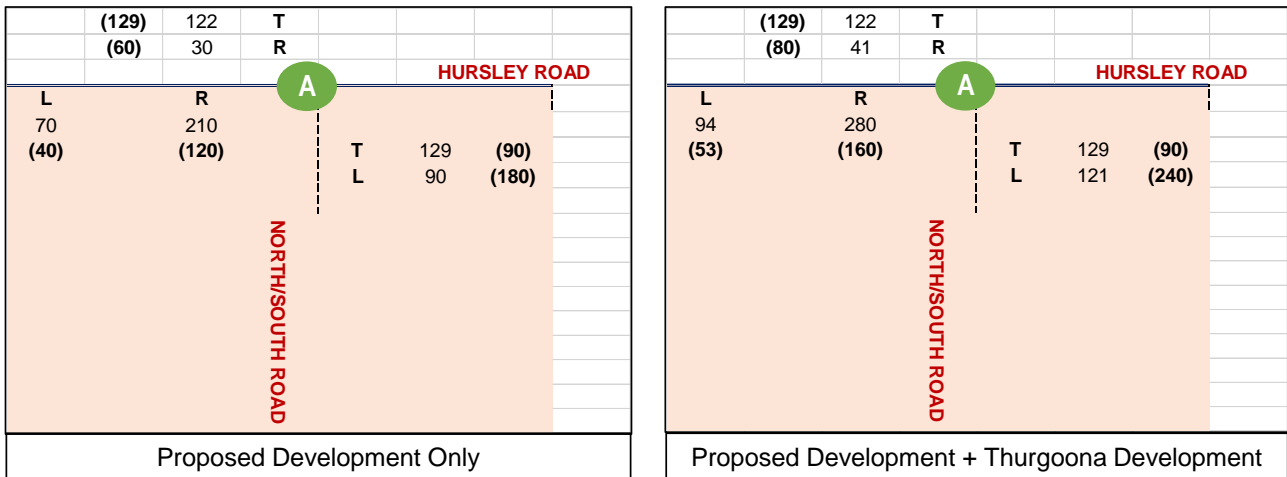 (129) 122 T
(60) 30 R
HURSLEY ROAD
A
L R
70 210
(40) (120) T 129 (90)
L 90 (180)
NORTH/SOUTH ROAD
Proposed Development Only
(129) 122 T
(80) 41 R
HURSLEY ROAD
A
L R
94 280
(53) (160) T 129 (90)
L 121 (240)
NORTH/SOUTH ROAD
Proposed Development + Thurgoona Development